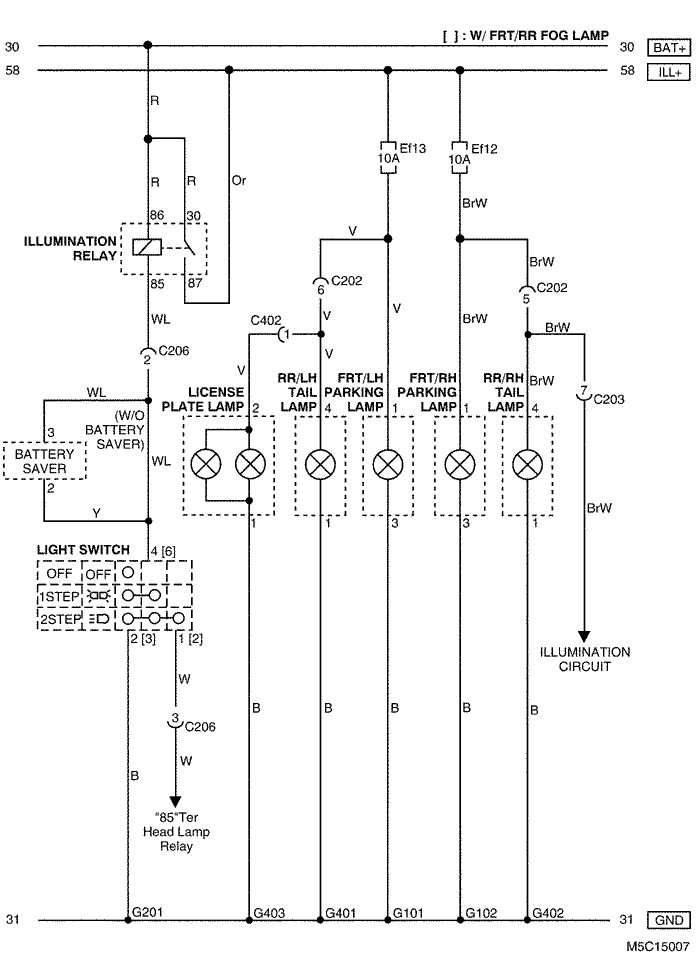 [ ] : W/ FRT/RR FOG LAMP
30
30
BAT+
58
58
ILL+
R
Ef13
10A
Ef12
10A
R
R
Or
BrW
86
30
ILLUMINATION
RELAY
V
BrW
85
87
C202
6
C202
5
WL
C402
1
V
V
BrW
BrW
C206
2
V
V
BrW
LICENSE
PLATE LAMP
RR/LH
TAIL
LAMP
FRT/LH
PARKING
LAMP
FRT/RH
PARKING
LAMP
RR/RH
TAIL
LAMP
7
C203
WL
(W/O
BATTERY
SAVER)
2
4
1
1
4
3
BATTERY
SAVER
WL
2
Y
BrW
1
1
3
3
1
LIGHT SWITCH
4 [6]
OFF
OFF
1STEP
2STEP
2 [3]
1 [2]
ILLUMINATION
CIRCUIT
W
B
B
B
B
B
3
C206
W
B
"85"Ter
Head Lamp
Relay
31
G201
G403
G401
G101
G102
G402
31
GND
M5C15007